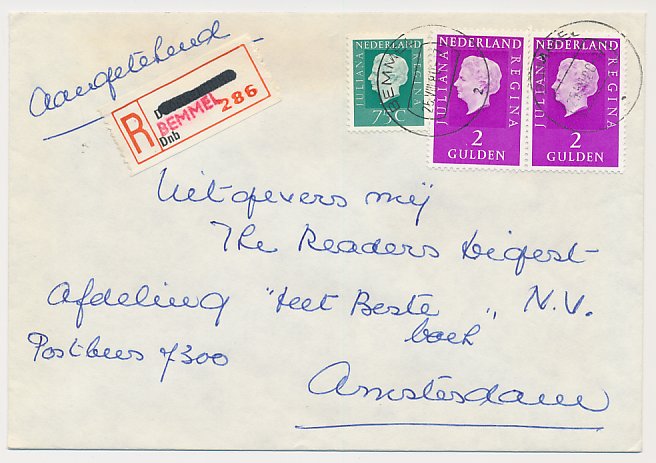 Aangetekend
R
BEMMEL
286
Dnb
JULIANA NEDERLAND REGINA
75C
JULIANA NEDERLAND REGINA
2
GULDEN
JULIANA NEDERLAND REGINA
2
GULDEN
BEMM
Uitgevers mij
The Readers Digest
Afdeling "Het Beste boek", N.V.
Postbus 7300
Amsterdam